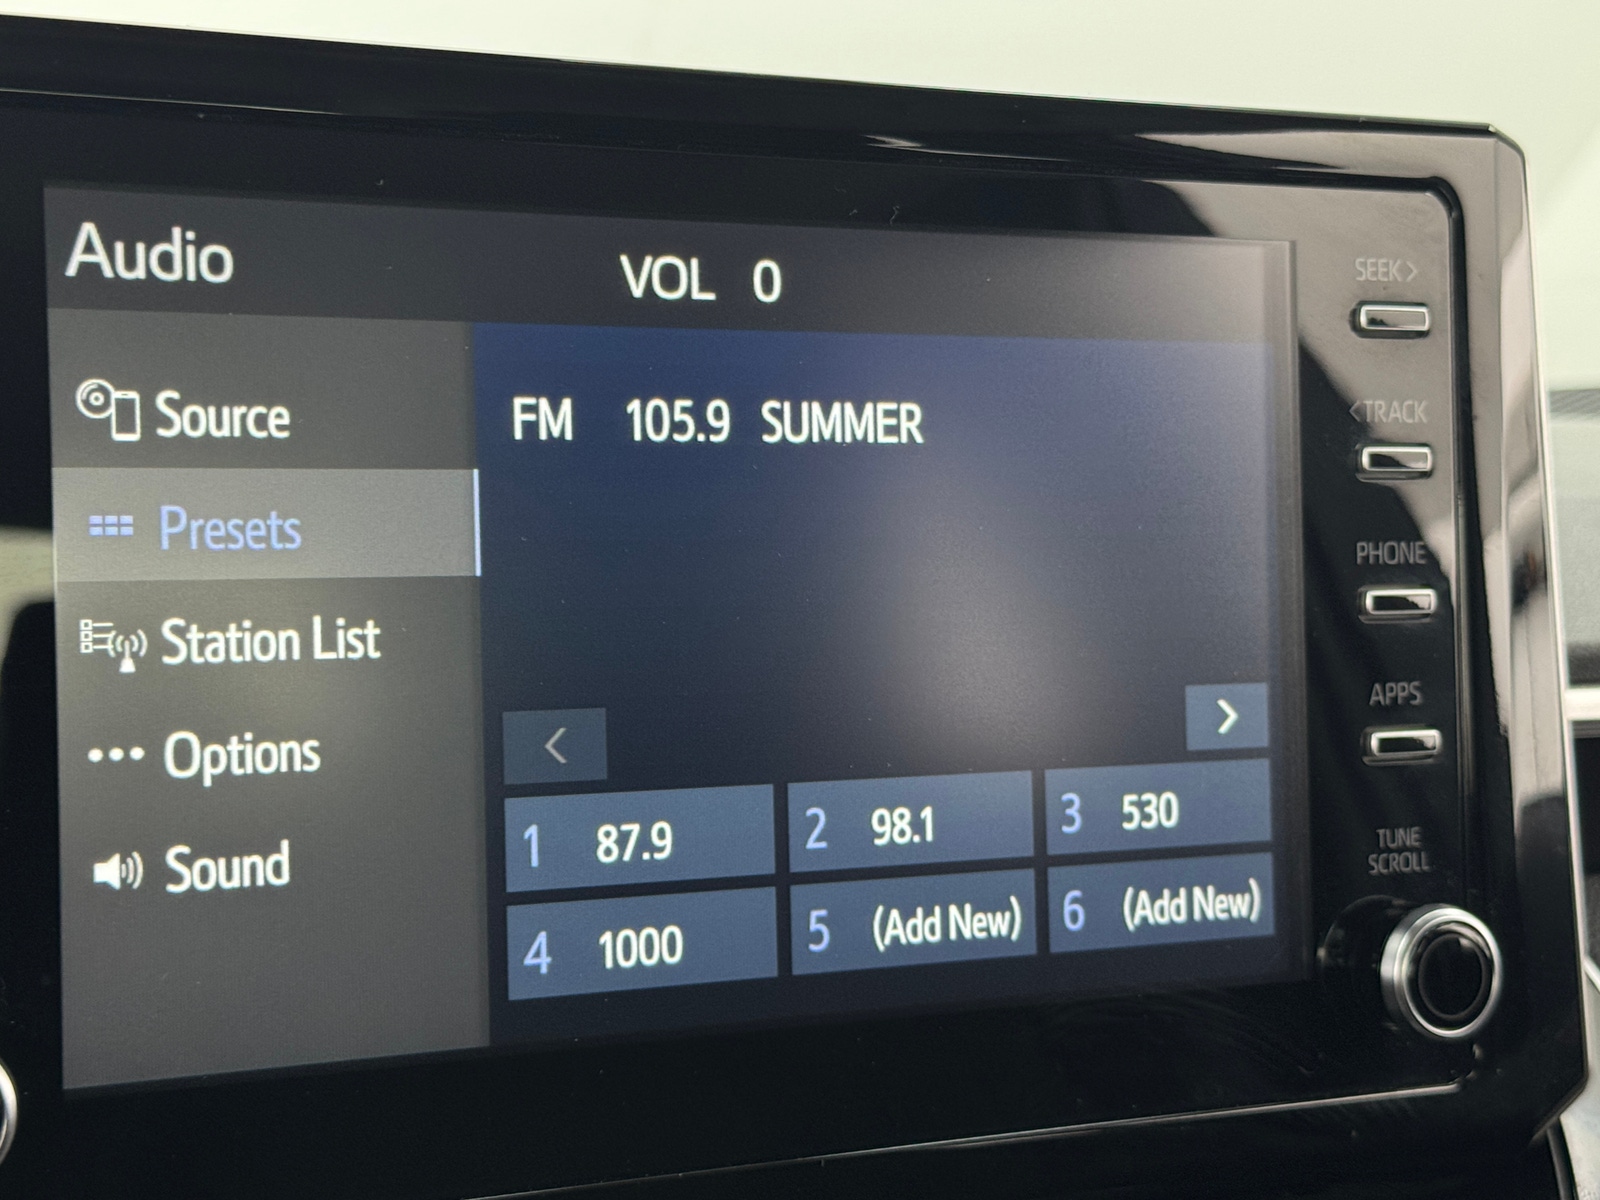 Audio
VOL 0
Source
Presets
Station List
Options
Sound
FM 105.9 SUMMER
1 87.9
2 98.1
3 530
4 1000
5 (Add New)
6 (Add New)
SEEK >
< TRACK
PHONE
APPS
TUNE
SCROLL